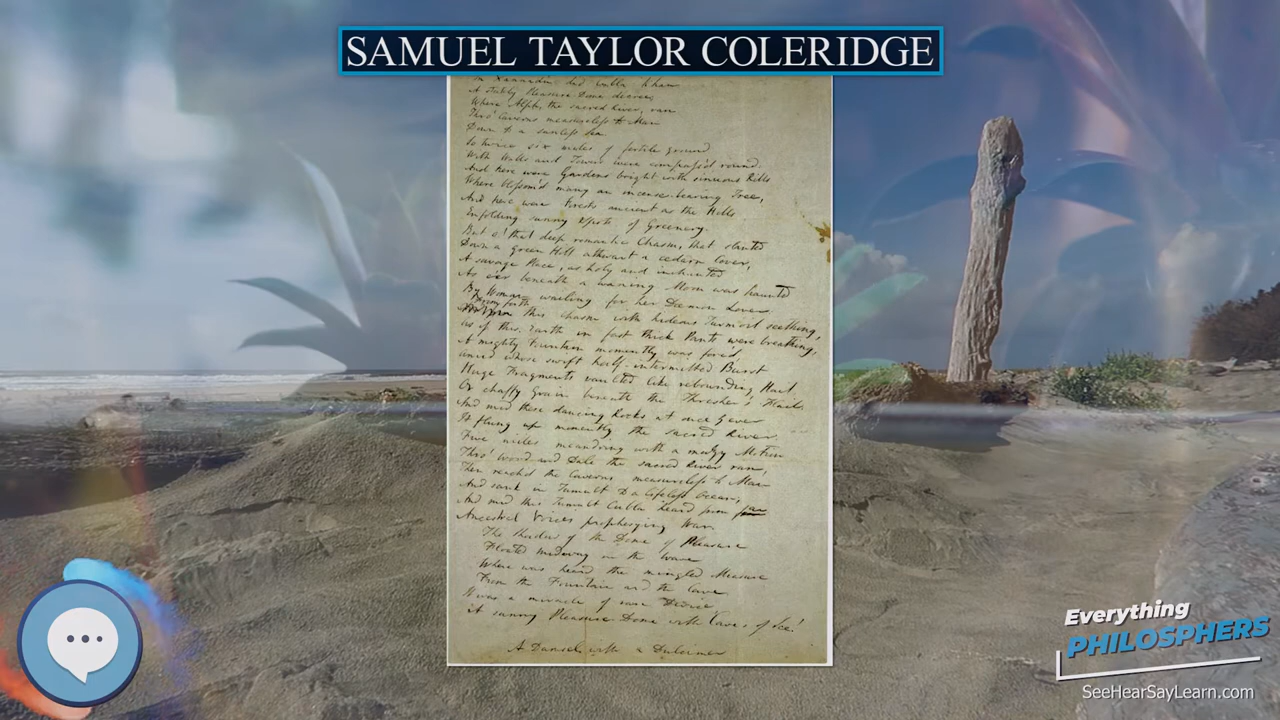 SAMUEL TAYLOR COLERIDGE
In Xannadù did Cubla Khan
A stately Pleasure Dome decree,
Where Alph, the sacred River, ran
Thro' Caverns measureless to Man
Down to a sunless Sea
So twice six miles of fertile ground
With Walls and Towers were compass'd round:
And here were Gardens bright with sinuous Rills
Where blossom'd many an incense-bearing Tree,
And here were Forests ancient as the Hills
Enfolding sunny Spots of Greenery.
But o! that deep romantic Chasm, that slanted
Down a green Hill athwart a cedarn Cover,
A savage Place, as holy and inchanted
As e'er beneath a waning Moon was haunted
By Woman wailing for her Daemon Lover
this Chasm with hideous Turmoil seething,
As if this Earth in fast thick Pants were breathing,
A mighty Fountain momently was forc'd,
Amid whose swift half-intermitted Burst
Huge Fragments vaulted like rebounding Hail,
Or chaffy Grain beneath the Thresher's Flail.
And mid these dancing Rocks at once & ever
It flung up momently the sacred River.
Five miles meandring with a mazy Motion
Thro' Wood and Dale the sacred River ran,
Then reach'd the Caverns measureless to Man
And sank in Tumult to a lifeless Ocean;
And mid this Tumult Cubla heard from far
Ancestral Voices prophesying War.
The Shadow of the Dome of Pleasure
Floated midway on the Wave
Where was heard the mingled Measure
From the Fountain and the Cave
It was a miracle of rare Device
A sunny Pleasure-Dome with Caves of Ice!
A Damsel with a Dulcimer
Everything
PHILOSPHERS
SeeHearSayLearn.com